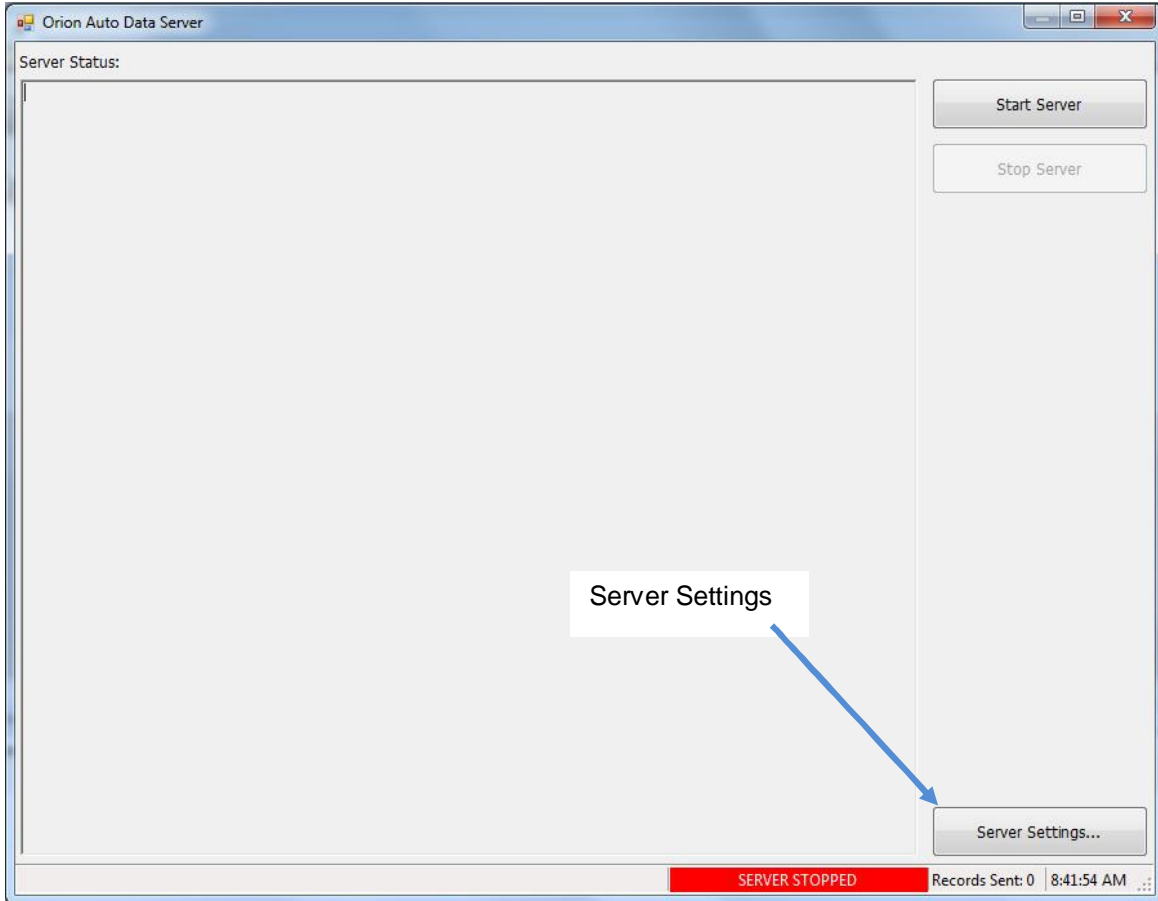 Orion Auto Data Server
Server Status:
Start Server
Stop Server
Server Settings
Server Settings...
SERVER STOPPED
Records Sent: 0
8:41:54 AM